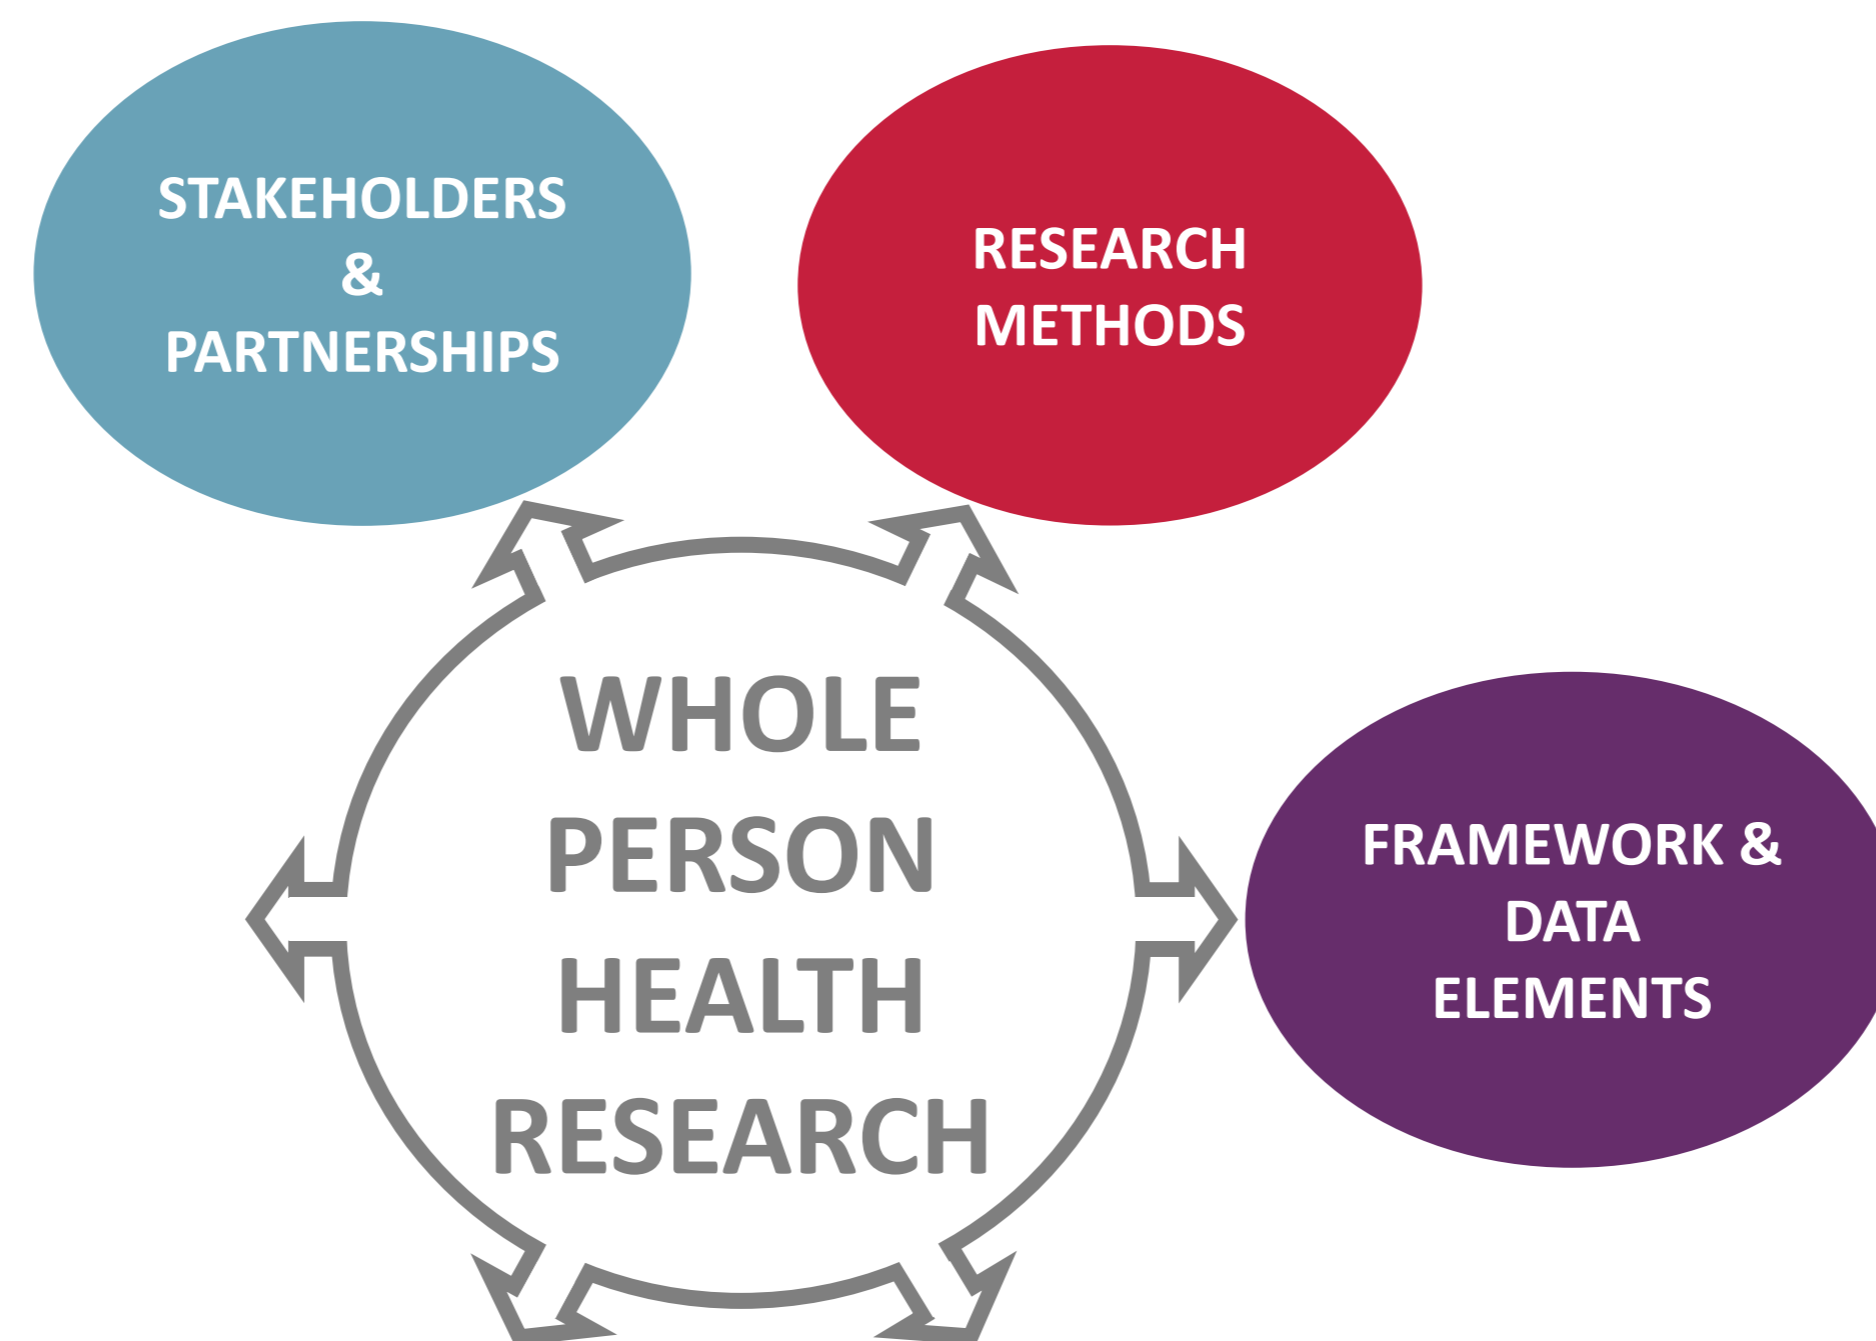 STAKEHOLDERS
&
PARTNERSHIPS
RESEARCH
METHODS
WHOLE
PERSON
HEALTH
RESEARCH
FRAMEWORK &
DATA
ELEMENTS